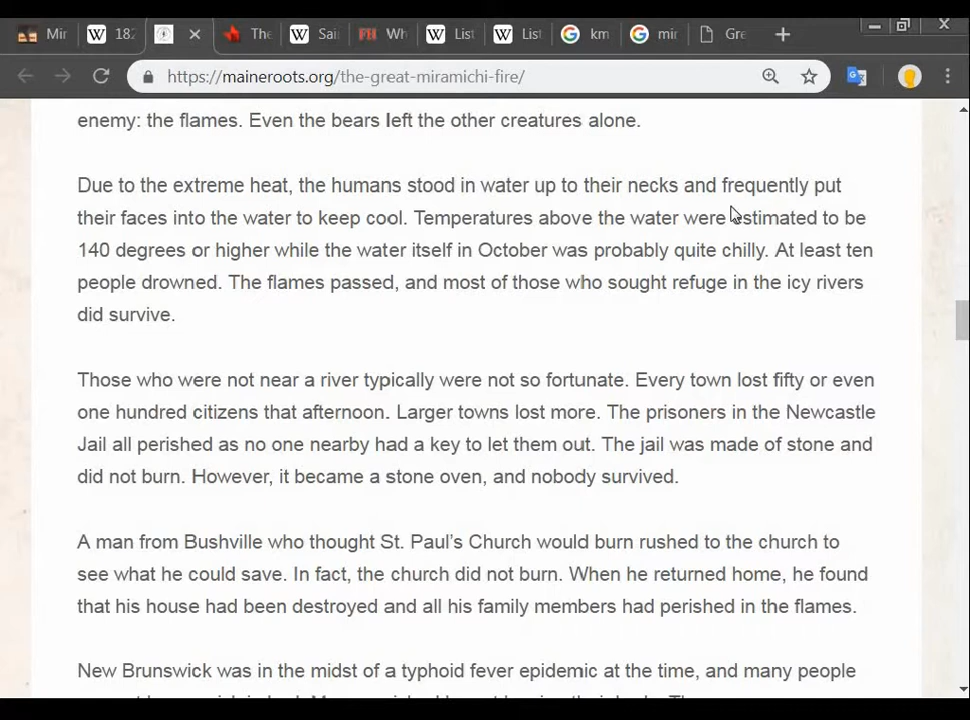 Mir
182
The
Sai
Wh
List
List
km
mir
Gre
https://maineroots.org/the-great-miramichi-fire/
enemy: the flames. Even the bears left the other creatures alone.
Due to the extreme heat, the humans stood in water up to their necks and frequently put
their faces into the water to keep cool. Temperatures above the water were estimated to be
140 degrees or higher while the water itself in October was probably quite chilly. At least ten
people drowned. The flames passed, and most of those who sought refuge in the icy rivers
did survive.
Those who were not near a river typically were not so fortunate. Every town lost fifty or even
one hundred citizens that afternoon. Larger towns lost more. The prisoners in the Newcastle
Jail all perished as no one nearby had a key to let them out. The jail was made of stone and
did not burn. However, it became a stone oven, and nobody survived.
A man from Bushville who thought St. Paul’s Church would burn rushed to the church to
see what he could save. In fact, the church did not burn. When he returned home, he found
that his house had been destroyed and all his family members had perished in the flames.
New Brunswick was in the midst of a typhoid fever epidemic at the time, and many people